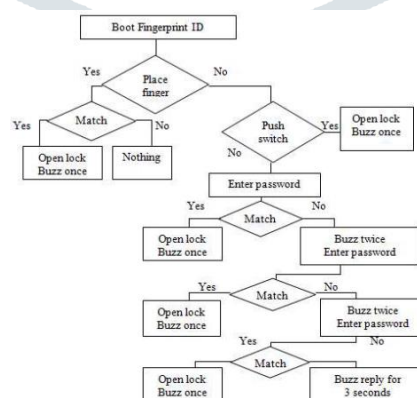 Boot Fingerprint ID
Yes
No
Place
finger
Yes
Match
No
Push
switch
Yes
Open lock
Buzz once
Open lock
Buzz once
Nothing
No
Enter password
Yes
No
Match
Open lock
Buzz once
Buzz twice
Enter password
Yes
No
Match
Open lock
Buzz once
Buzz twice
Enter password
Yes
No
Match
Open lock
Buzz once
Buzz reply for
3 seconds